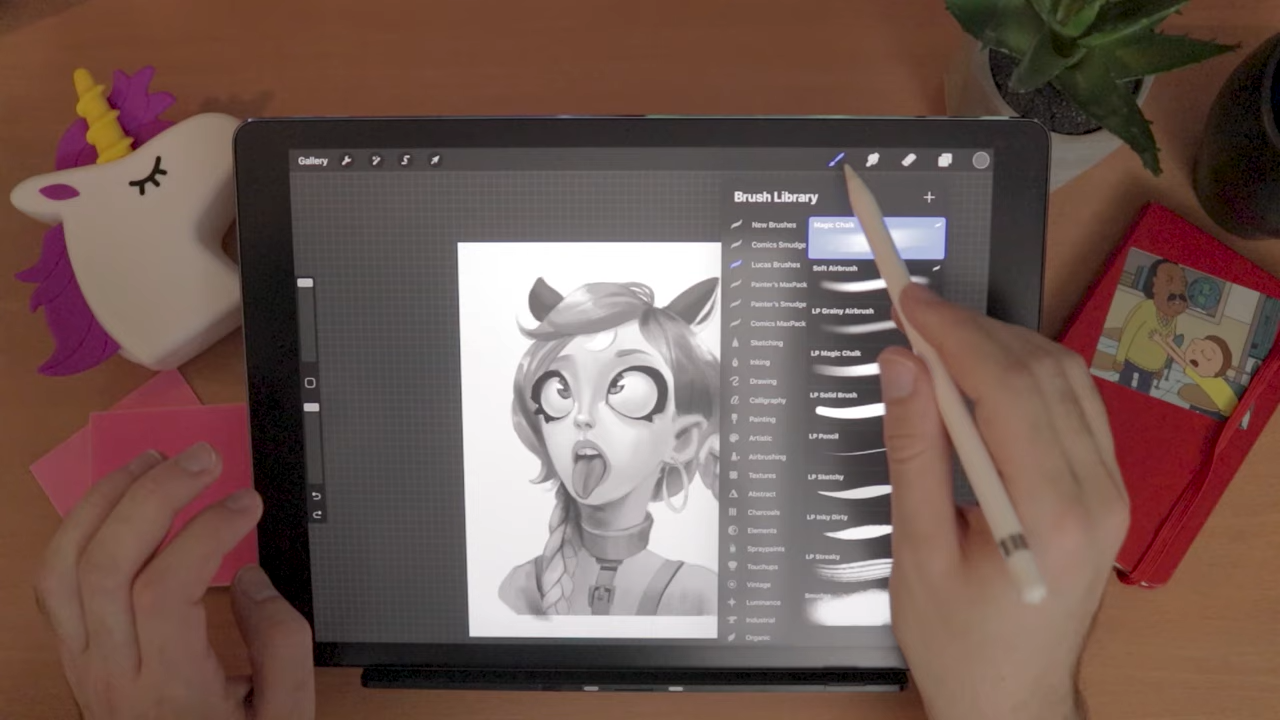 Gallery
Brush Library
New Brushes
Comics Smudge
Lucas Brushes
Painter's MaxPack
Painter's Smudge
Comics MaxPack
Sketching
Inking
Drawing
Calligraphy
Painting
Artistic
Airbrushing
Textures
Abstract
Charcoals
Elements
Spraypaints
Touchups
Vintage
Luminance
Industrial
Organic
Magic Chalk
Soft Airbrush
LP Grainy Airbrush
LP Magic Chalk
LP Solid Brush
LP Pencil
LP Sketchy
LP Inky Dirty
LP Streaky